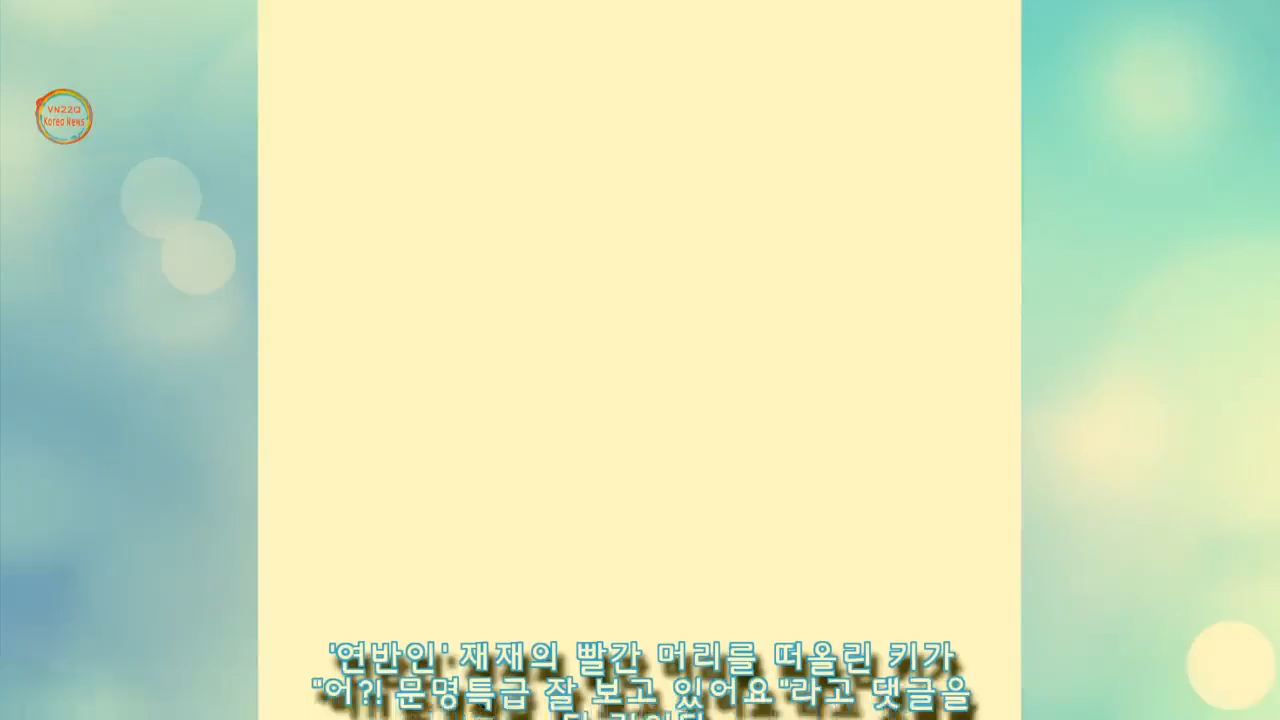 VN22Q
Korea News
'연반인' 재재의 빨간 머리를 떠올린 키가
"어?! 문명특급 잘 보고 있어요"라고 댓글을